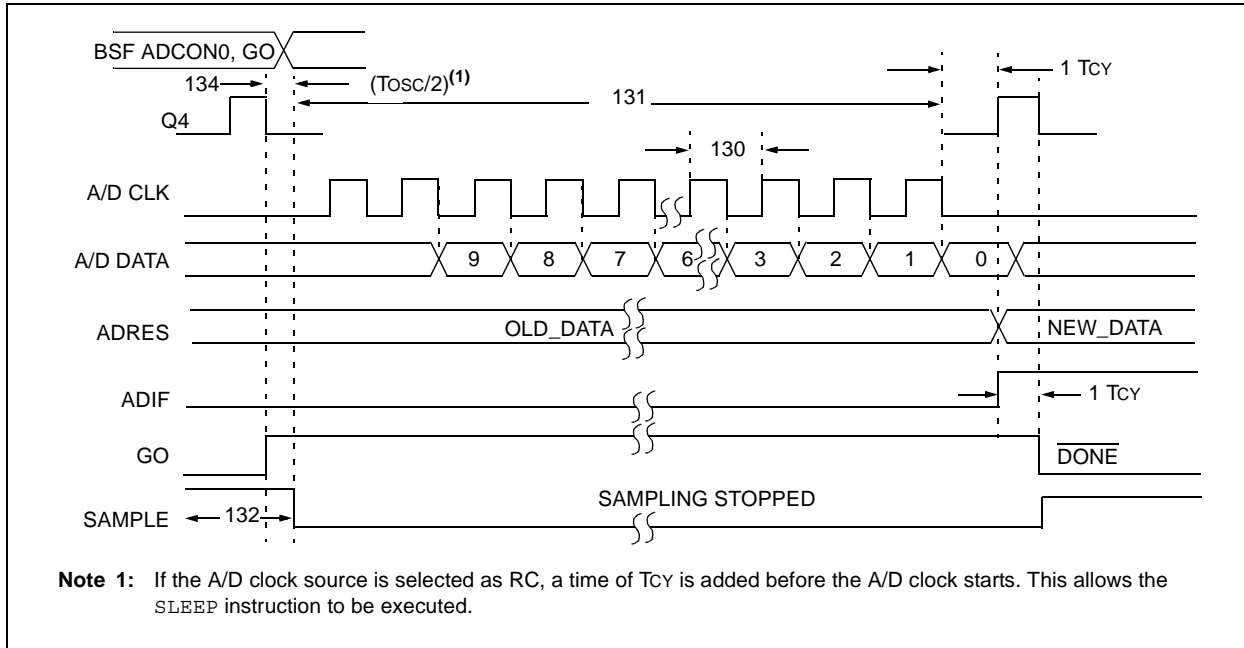 BSF ADCON0, GO
134 (TOSC/2)(1) 131 1 TCY
Q4
130
A/D CLK
A/D DATA 9 8 7 6 3 2 1 0
ADRES OLD_DATA NEW_DATA
ADIF 1 TCY
GO DONE
SAMPLING STOPPED
SAMPLE 132
Note 1: If the A/D clock source is selected as RC, a time of TCY is added before the A/D clock starts. This allows the
SLEEP instruction to be executed.